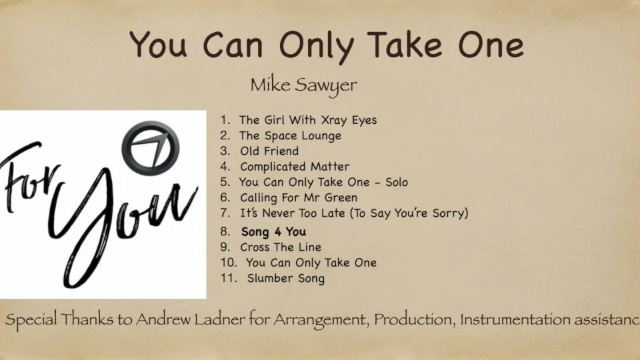 You Can Only Take One
Mike Sawyer
For You
1. The Girl With Xray Eyes
2. The Space Lounge
3. Old Friend
4. Complicated Matter
5. You Can Only Take One - Solo
6. Calling For Mr Green
7. It's Never Too Late (To Say You're Sorry)
8. Song 4 You
9. Cross The Line
10. You Can Only Take One
11. Slumber Song
Special Thanks to Andrew Ladner for Arrangement, Production, Instrumentation assistanc